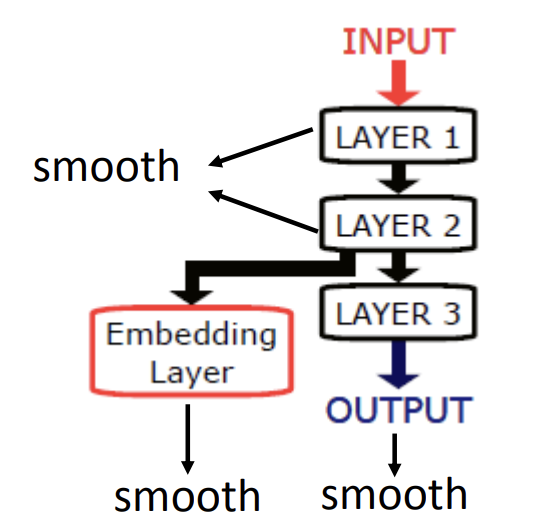 INPUT
LAYER 1
smooth
LAYER 2
LAYER 3
Embedding
Layer
OUTPUT
smooth
smooth